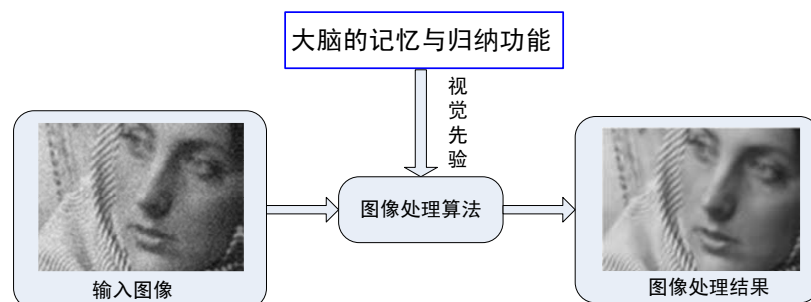 大脑的记忆与归纳功能
视
觉
先
验
图像处理算法
输入图像
图像处理结果